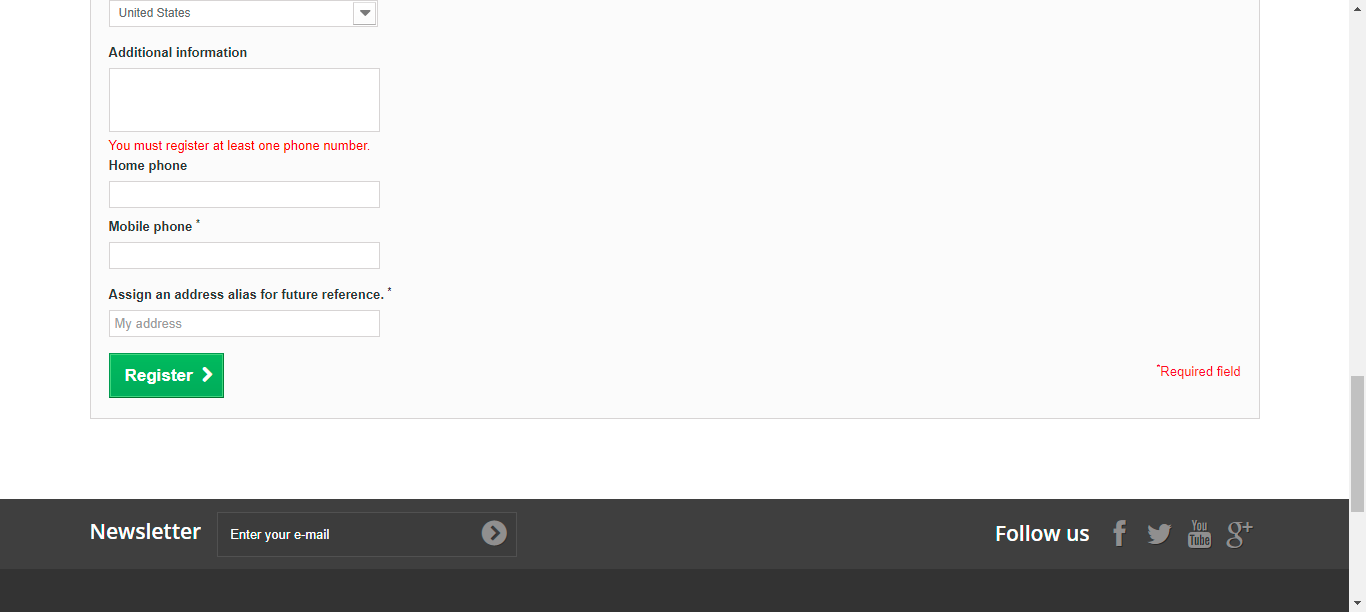 United States
Additional information
You must register at least one phone number.
Home phone
Mobile phone *
Assign an address alias for future reference. *
My address
Register
*Required field
Newsletter
Enter your e-mail
Follow us
You
Tube
g+